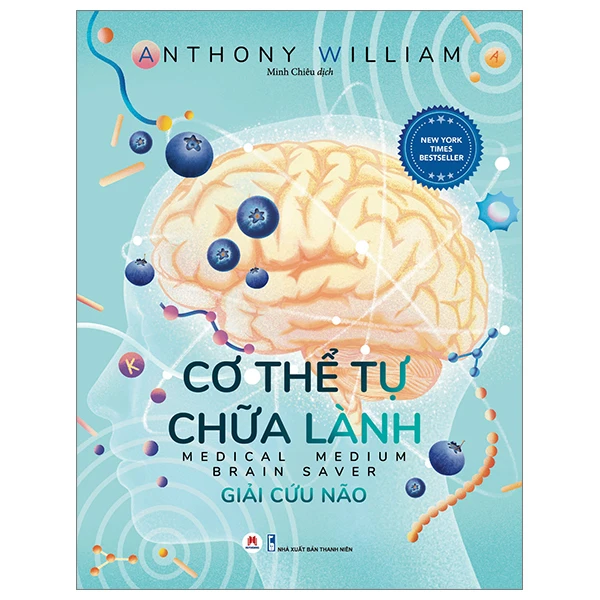 ANTHONY WILLIAM
A
Minh Chiêu dịch
NEW YORK
TIMES
BESTSELLER
K
CƠ THỂ TỰ
CHỮA LÀNH
MEDICAL MEDIUM
BRAIN SAVER
GIẢI CỨU NÃO
NHÀ XUẤT BẢN THANH NIÊN